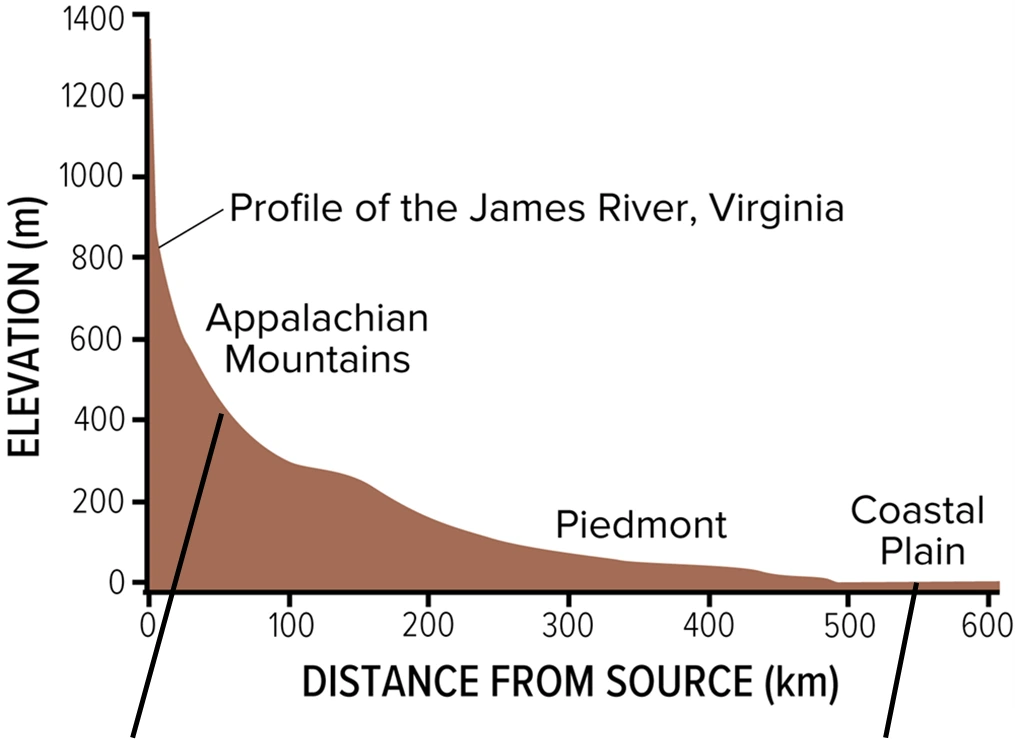 1400
1200
1000
800
600
400
200
0
ELEVATION (m)
Profile of the James River, Virginia
Appalachian
Mountains
Piedmont
Coastal
Plain
0 100 200 300 400 500 600
DISTANCE FROM SOURCE (km)